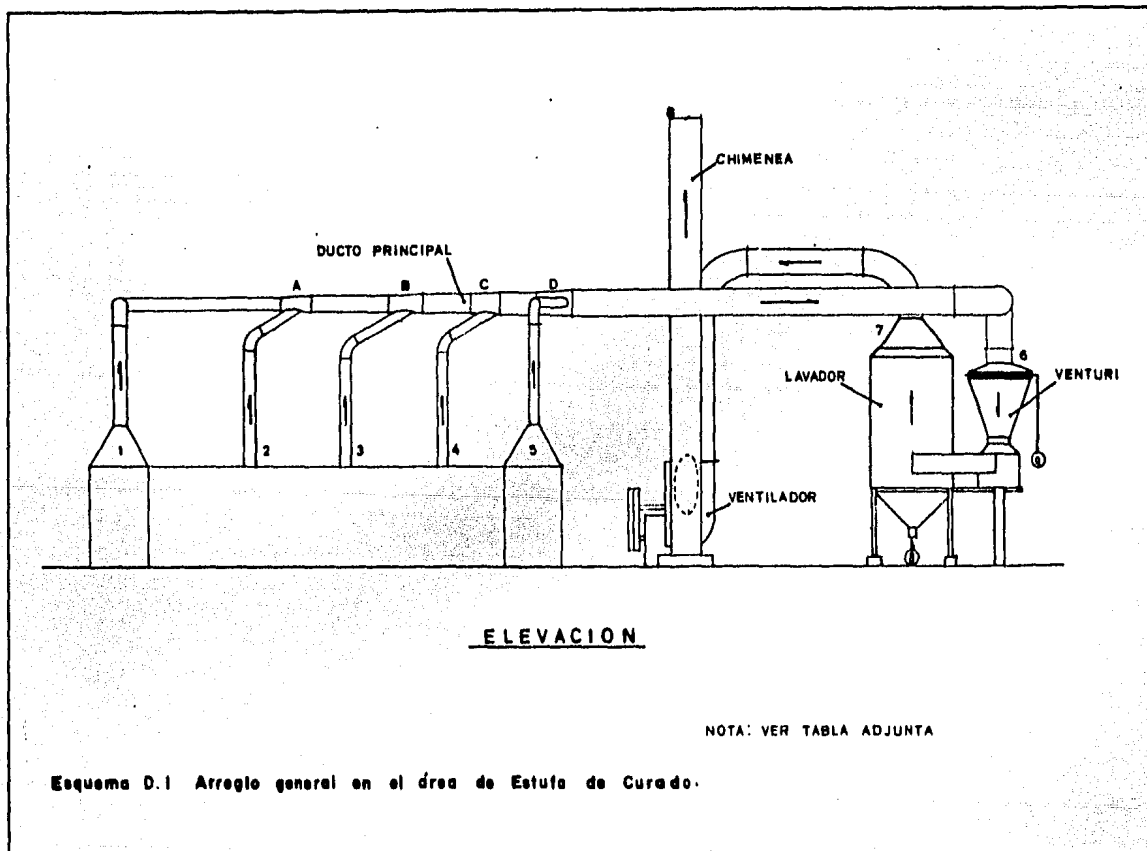 8
CHIMENEA
DUCTO PRINCIPAL
A
B
C
D
7
6
LAVADOR
VENTURI
1
2
3
4
5
VENTILADOR
ELEVACION
NOTA: VER TABLA ADJUNTA
Esquema D.1 Arreglo general en el área de Estufa de Curado.